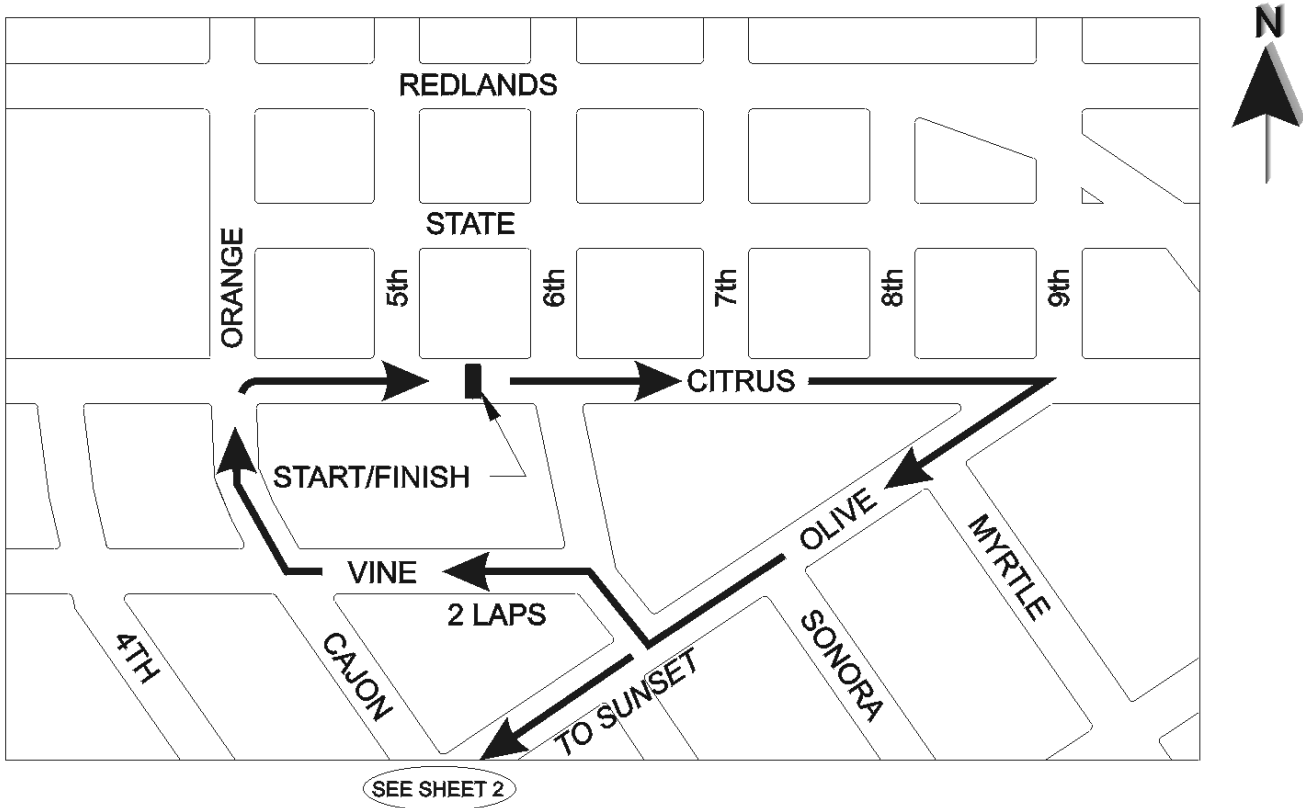 N
REDLANDS
STATE
ORANGE
5th
6th
7th
8th
9th
CITRUS
START/FINISH
OLIVE
VINE
2 LAPS
MYRTLE
4TH
CAJON
SONORA
TO SUNSET
SEE SHEET 2